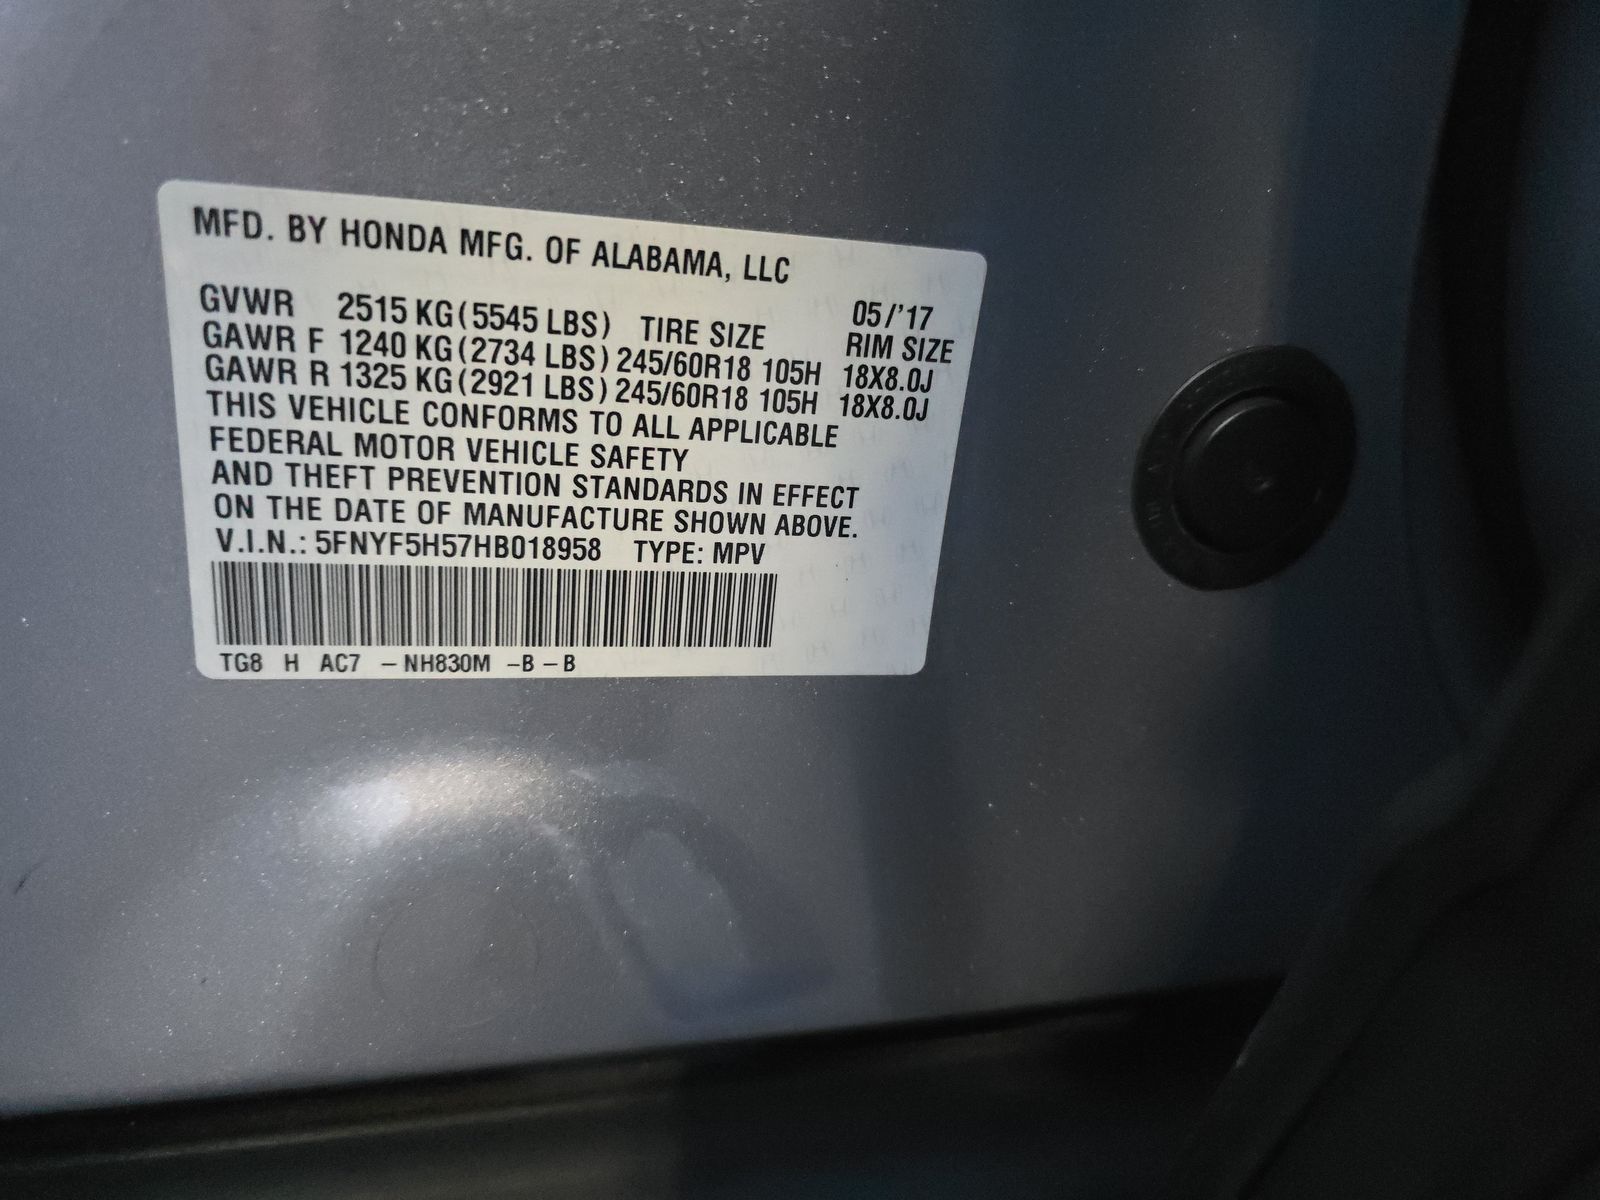 MFD. BY HONDA MFG. OF ALABAMA, LLC
05/'17
GVWR 2515 KG(5545 LBS) TIRE SIZE RIM SIZE
GAWR F 1240 KG(2734 LBS) 245/60R18 105H 18X8.0J
GAWR R 1325 KG(2921 LBS) 245/60R18 105H 18X8.0J
THIS VEHICLE CONFORMS TO ALL APPLICABLE
FEDERAL MOTOR VEHICLE SAFETY
AND THEFT PREVENTION STANDARDS IN EFFECT
ON THE DATE OF MANUFACTURE SHOWN ABOVE.
V.I.N.: 5FNYF5H57HB018958 TYPE: MPV
TG8 H AC7 -NH830M -B-B